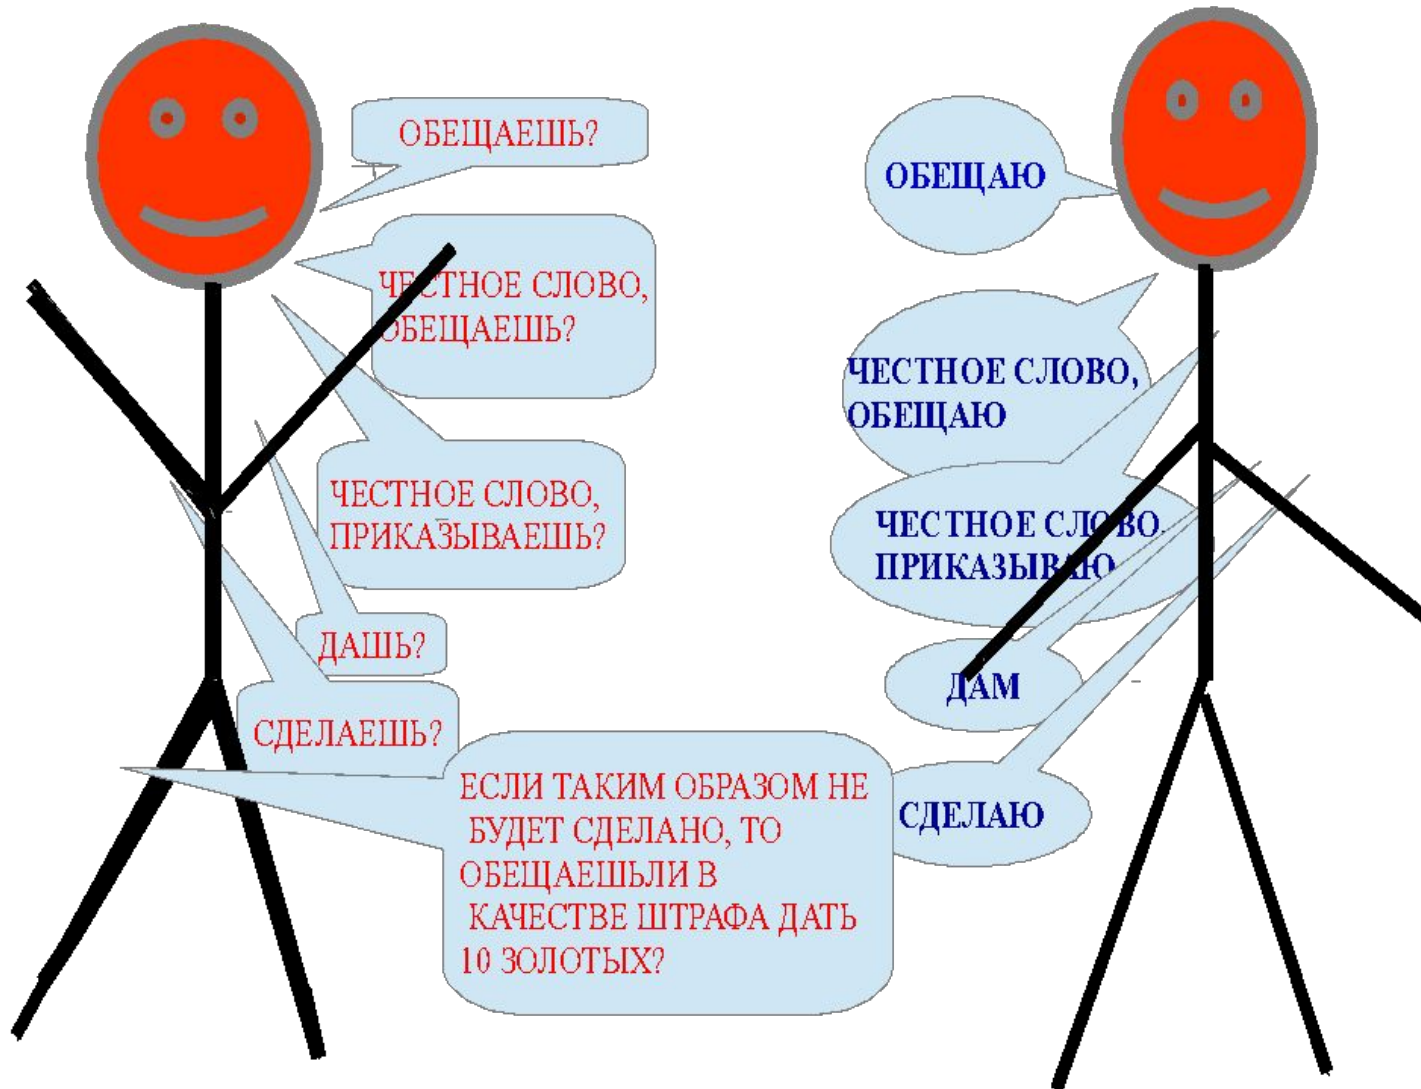 ОБЕЩАЕШЬ?
ОБЕЩАЮ
ЧЕСТНОЕ СЛОВО,
ОБЕЩАЕШЬ?
ЧЕСТНОЕ СЛОВО,
ОБЕЩАЮ
ЧЕСТНОЕ СЛОВО,
ПРИКАЗЫВАЕШЬ?
ЧЕСТНОЕ СЛОВО
ПРИКАЗЫВАЮ
ДАШЬ?
ДАМ
СДЕЛАЕШЬ?
СДЕЛАЮ
ЕСЛИ ТАКИМ ОБРАЗОМ НЕ
БУДЕТ СДЕЛАНО, ТО
ОБЕЩАЕШЬЛИ В
КАЧЕСТВЕ ШТРАФА ДАТЬ
10 ЗОЛОТЫХ?